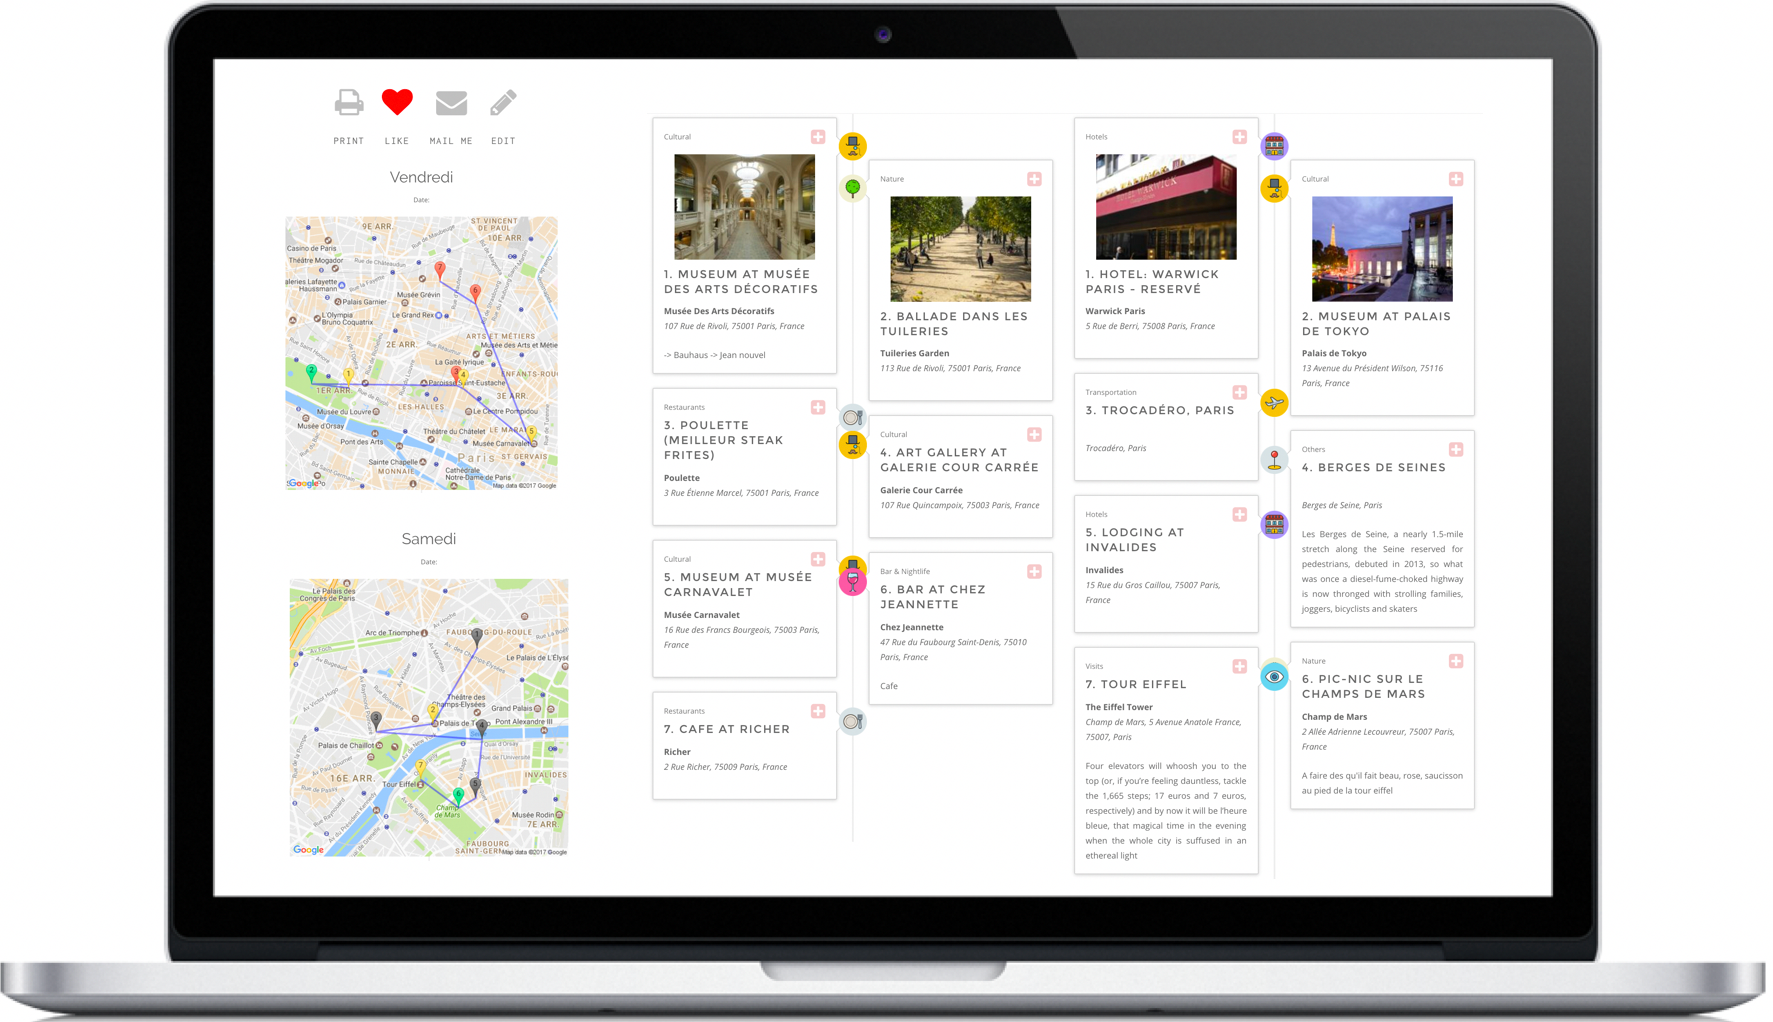 PRINT LIKE MAIL ME EDIT
Vendredi
Date:
ST VINCENT
DE PAUL
9E ARR.
10E ARR.
Rue de Maubeuge
Casino de Paris
Théâtre Mogador
Rue de Châteaudun
Haussmann
Palais Garnier
Musée Grévin
L'Olympia
Bruno Coquatrix
Le Grand Rex
ARTS ET MÉTIERS
2E ARR.
Musée des Arts et Métie
La Gaîté lyrique
Paroisse Saint-Eustache
1ER ARR.
3E ARR.
LES HALLES
Musée du Louvre
Le Centre Pompidou
Musée d'Orsay
Théâtre du Châtelet
LE MARAIS
Pont des Arts
Musée Carnavalet
Paris
ST GERVAIS
Sainte Chapelle
MONNAIE
Cathédrale
Notre-Dame de Paris
Google
Map data ©2017 Google
Samedi
Date:
Le Palais des
Congrès de Paris
Arc de Triomphe
FAUBOURG-DU-ROULE
Le Palais de L'Élysé
Théâtre des
Champs-Elysées
Grand Palais
Palais de Tokyo
Pont Alexandre III
Palais de Chaillot
16E ARR.
Tour Eiffel
INVALIDES
Champ
de Mars
Musée Rodin
7E ARR
FAUBOURG
SAINT-GERM
Google
Map data ©2017 Google
Cultural
1. MUSEUM AT MUSÉE
DES ARTS DÉCORATIFS
Musée Des Arts Décoratifs
107 Rue de Rivoli, 75001 Paris, France
-> Bauhaus -> Jean nouvel
Nature
2. BALLADE DANS LES
TUILERIES
Tuileries Garden
113 Rue de Rivoli, 75001 Paris, France
Restaurants
3. POULETTE
(MEILLEUR STEAK
FRITES)
Poulette
3 Rue Étienne Marcel, 75001 Paris, France
Cultural
4. ART GALLERY AT
GALERIE COUR CARRÉE
Galerie Cour Carrée
107 Rue Quincampoix, 75003 Paris, France
Cultural
5. MUSEUM AT MUSÉE
CARNAVALET
Musée Carnavalet
16 Rue des Francs Bourgeois, 75003 Paris,
France
Bar & Nightlife
6. BAR AT CHEZ
JEANNETTE
Chez Jeannette
47 Rue du Faubourg Saint-Denis, 75010
Paris, France
Cafe
Restaurants
7. CAFE AT RICHER
Richer
2 Rue Richer, 75009 Paris, France
Hotels
WARWICK
1. HOTEL: WARWICK
PARIS - RESERVÉ
Warwick Paris
5 Rue de Berri, 75008 Paris, France
Cultural
2. MUSEUM AT PALAIS
DE TOKYO
Palais de Tokyo
13 Avenue du Président Wilson, 75116
Paris, France
Transportation
3. TROCADÉRO, PARIS
Trocadéro, Paris
Others
4. BERGES DE SEINES
Berges de Seine, Paris
Les Berges de Seine, a nearly 1.5-mile
stretch along the Seine reserved for
pedestrians, debuted in 2013, so what
was once a diesel-fume-choked highway
is now thronged with strolling families,
joggers, bicyclists and skaters
Hotels
5. LODGING AT
INVALIDES
Invalides
15 Rue du Gros Caillou, 75007 Paris,
France
Nature
6. PIC-NIC SUR LE
CHAMPS DE MARS
Champ de Mars
2 Allée Adrienne Lecouvreur, 75007 Paris,
France
A faire des qu'il fait beau, rose, saucisson
au pied de la tour eiffel
Visits
7. TOUR EIFFEL
The Eiffel Tower
Champ de Mars, 5 Avenue Anatole France,
75007, Paris
Four elevators will whoosh you to the
top (or, if you're feeling dauntless, tackle
the 1,665 steps; 17 euros and 7 euros,
respectively) and by now it will be l'heure
bleue, that magical time in the evening
when the whole city is suffused in an
ethereal light